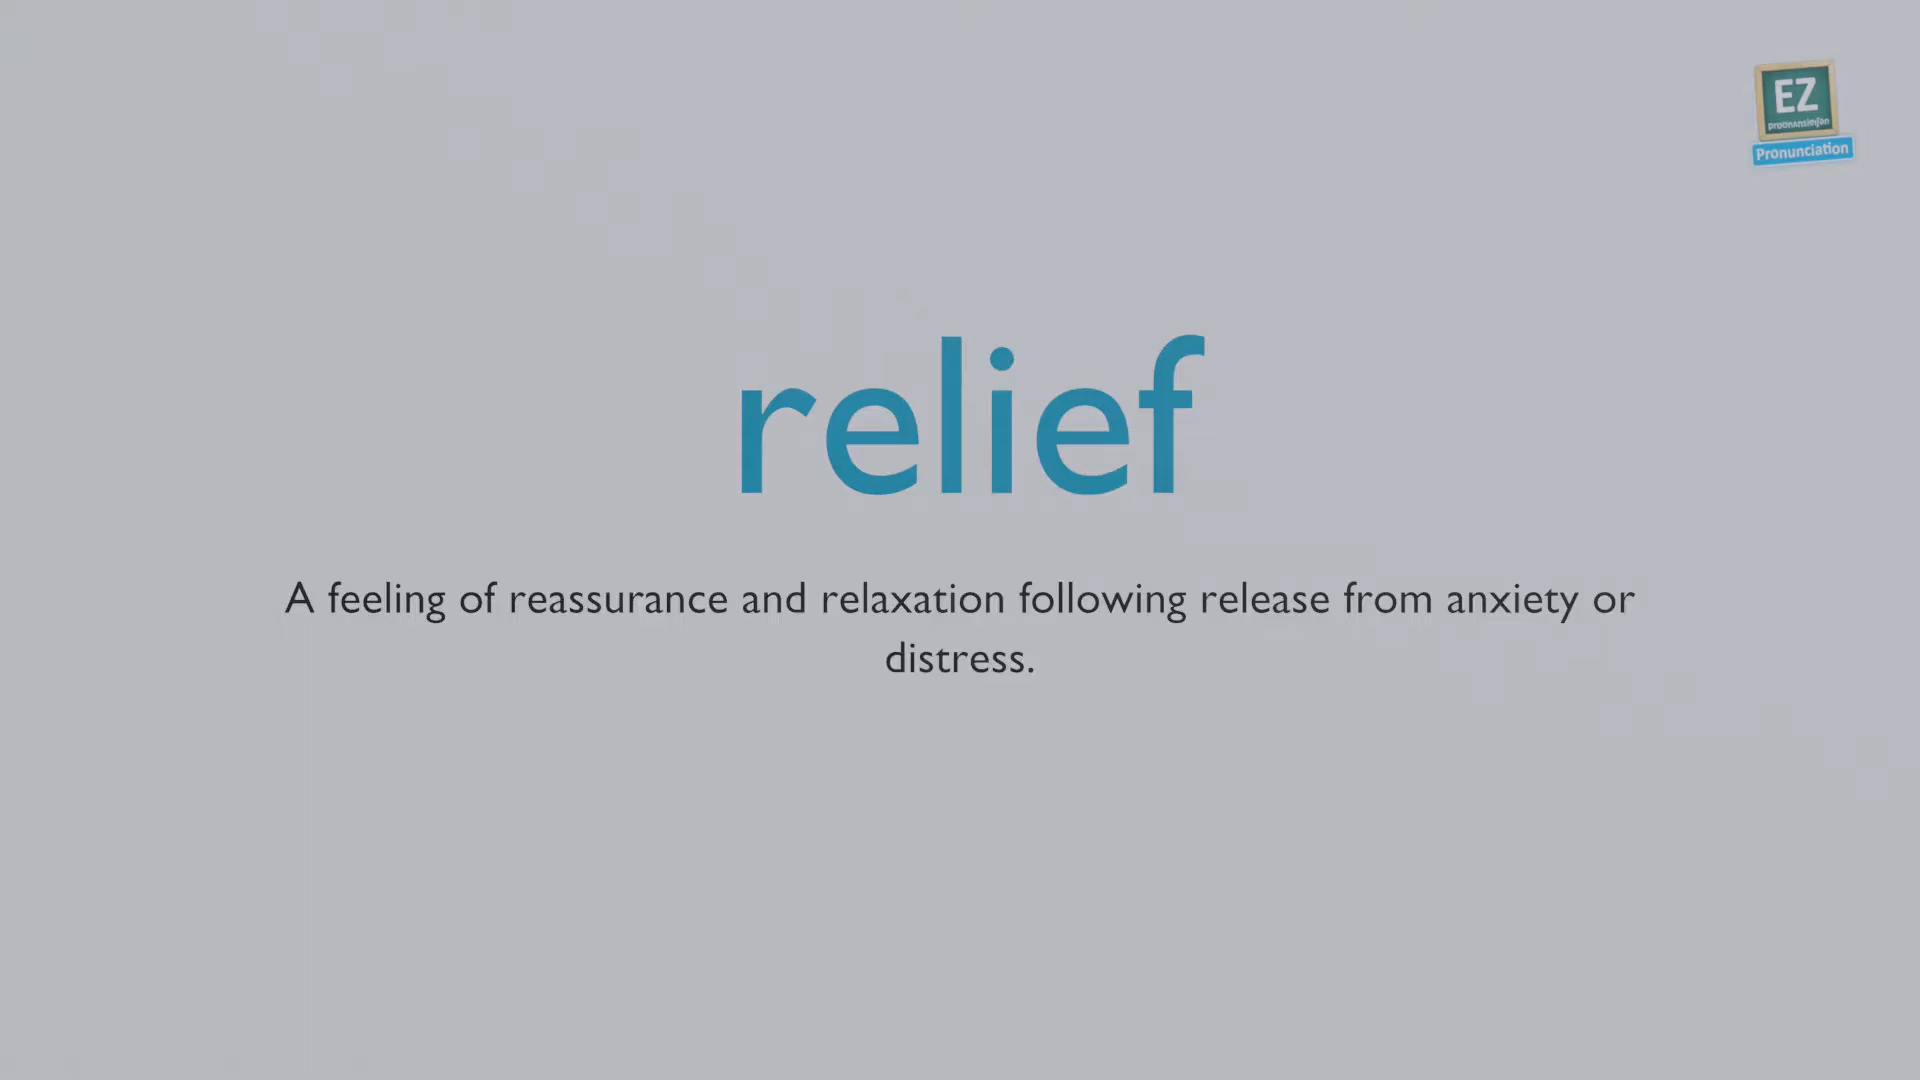 EZ
Pronunciation
relief
A feeling of reassurance and relaxation following release from anxiety or
distress.